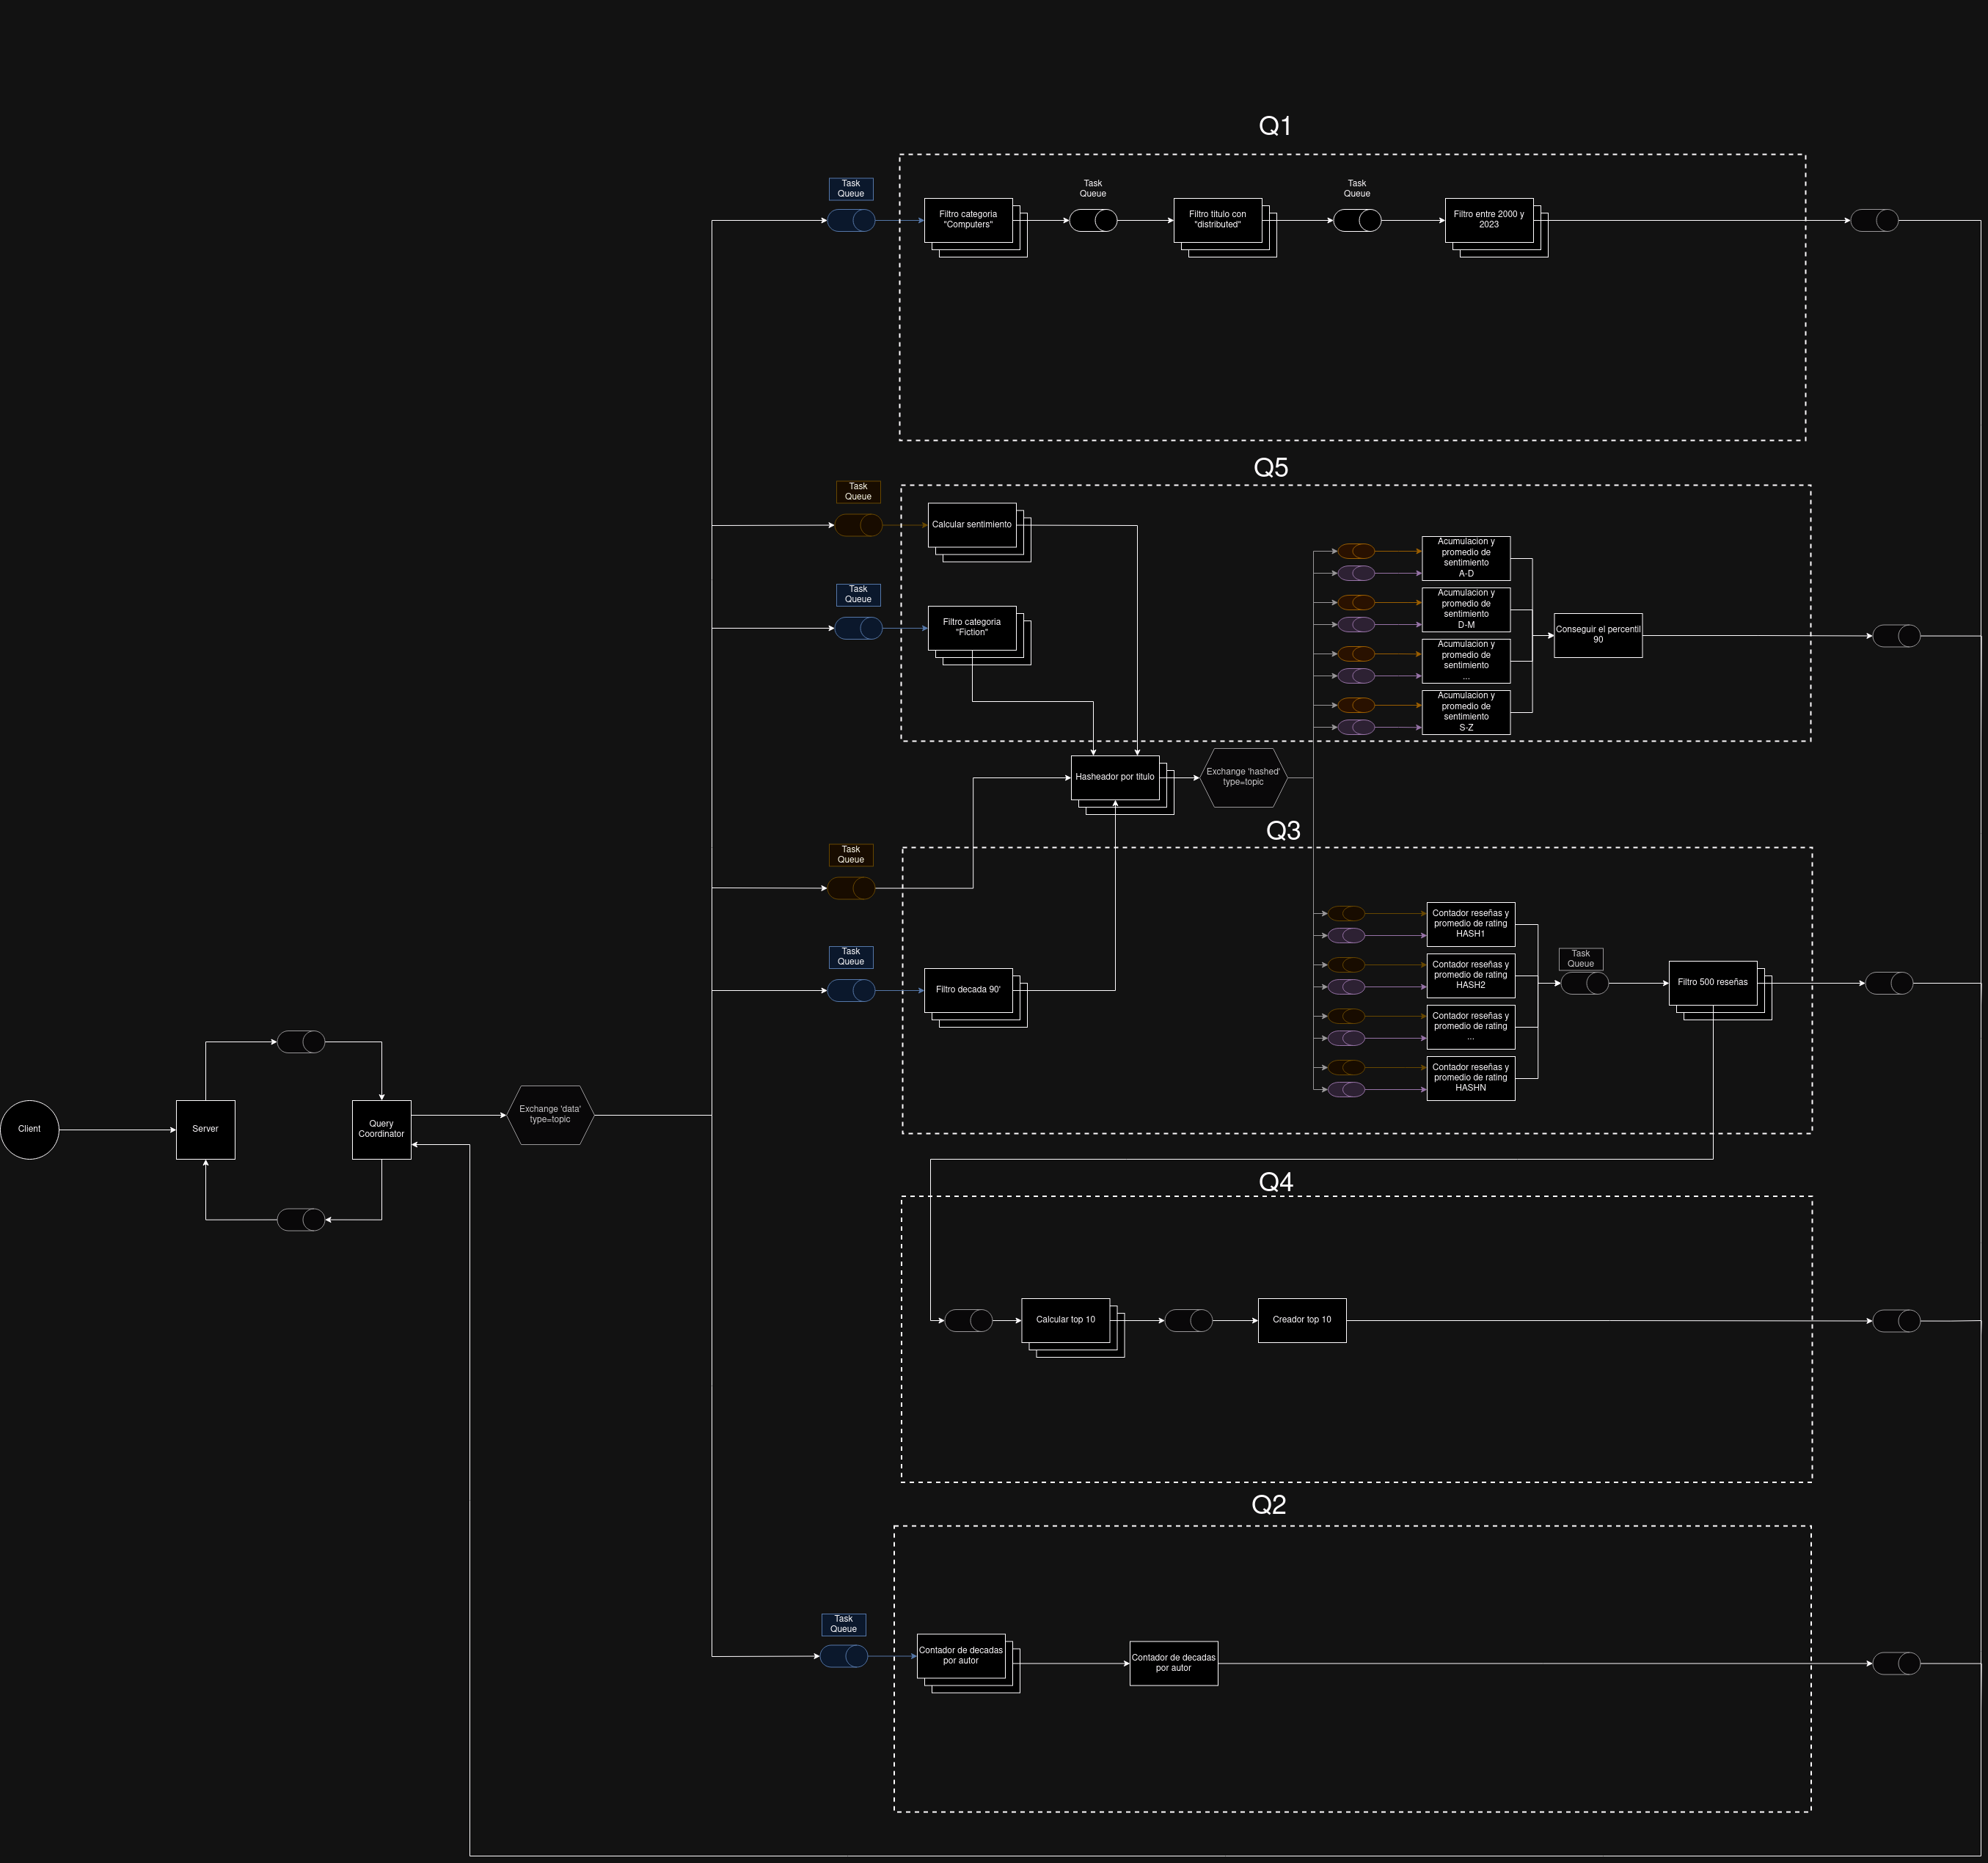 Q1
Task
Queue
Filtro categoria
"Computers"
Task
Queue
Filtro titulo con
"distributed"
Task
Queue
Filtro entre 2000 y
2023
Q5
Task
Queue
Calcular sentimiento
Task
Queue
Filtro categoria
"Fiction"
Acumulacion y
promedio de
sentimiento
A-D
Acumulacion y
promedio de
sentimiento
D-M
Acumulacion y
promedio de
sentimiento
...
Acumulacion y
promedio de
sentimiento
S-Z
Conseguir el percentil
90
Hasheador por titulo
Exchange 'hashed'
type=topic
Q3
Task
Queue
Task
Queue
Filtro decada 90'
Contador reseñas y
promedio de rating
HASH1
Contador reseñas y
promedio de rating
HASH2
Contador reseñas y
promedio de rating
...
Contador reseñas y
promedio de rating
HASHN
Task
Queue
Filtro 500 reseñas
Client
Server
Query
Coordinator
Exchange 'data'
type=topic
Q4
Calcular top 10
Creador top 10
Q2
Task
Queue
Contador de decadas
por autor
Contador de decadas
por autor